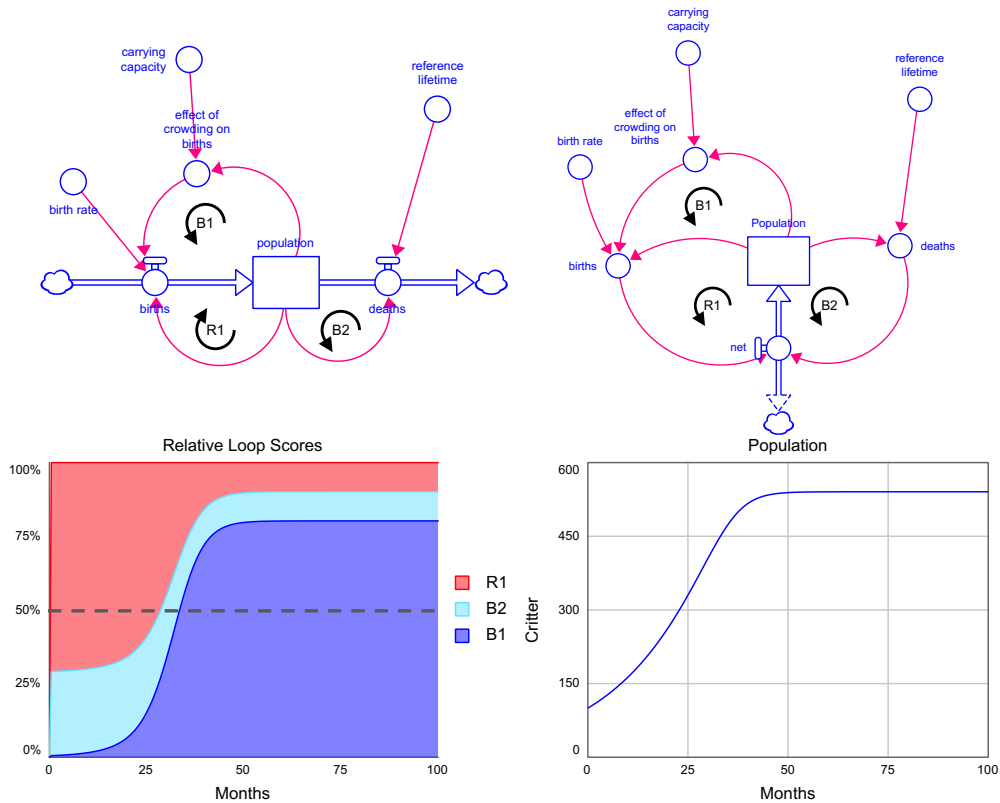 carrying
capacity
reference
lifetime
effect of
crowding on
births
birth rate
B1
population
births
deaths
R1
B2
carrying
capacity
reference
lifetime
effect of
crowding on
births
birth rate
B1
Population
births
deaths
R1
B2
net
Relative Loop Scores
100%
75%
50%
25%
0%
0
25
50
75
100
Months
R1
B2
B1
Population
600
450
300
150
0
Critter
0
25
50
75
100
Months